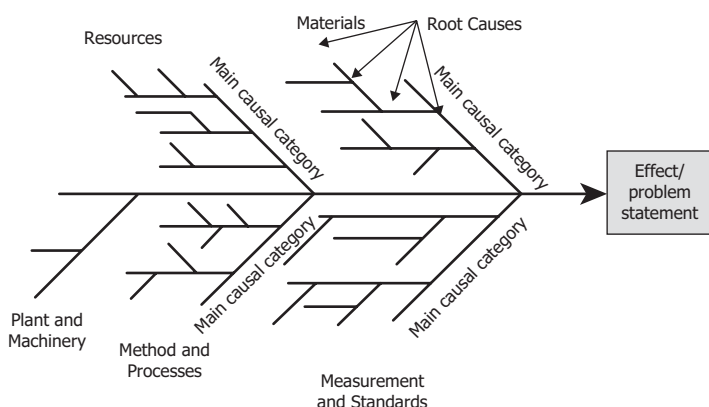 Materials
Root Causes
Resources
Main causal category
Main causal category
Effect/
problem
statement
Main causal category
Main causal category
Plant and
Machinery
Method and
Processes
Measurement
and Standards